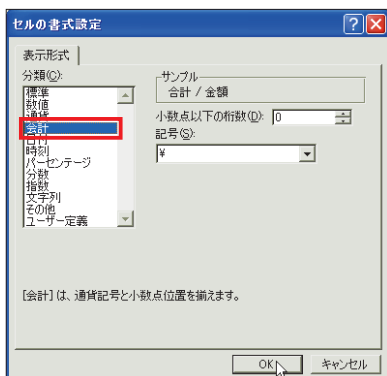 セルの書式設定
表示形式
分類(C):
標準
数値
通貨
会計
日付
時刻
パーセンテージ
分数
指数
文字列
その他
ユーザー定義
サンプル
合計 / 金額
小数点以下の桁数(D): 0
記号(S):
¥
[会計] は、通貨記号と小数点位置を揃えます。
OK キャンセル